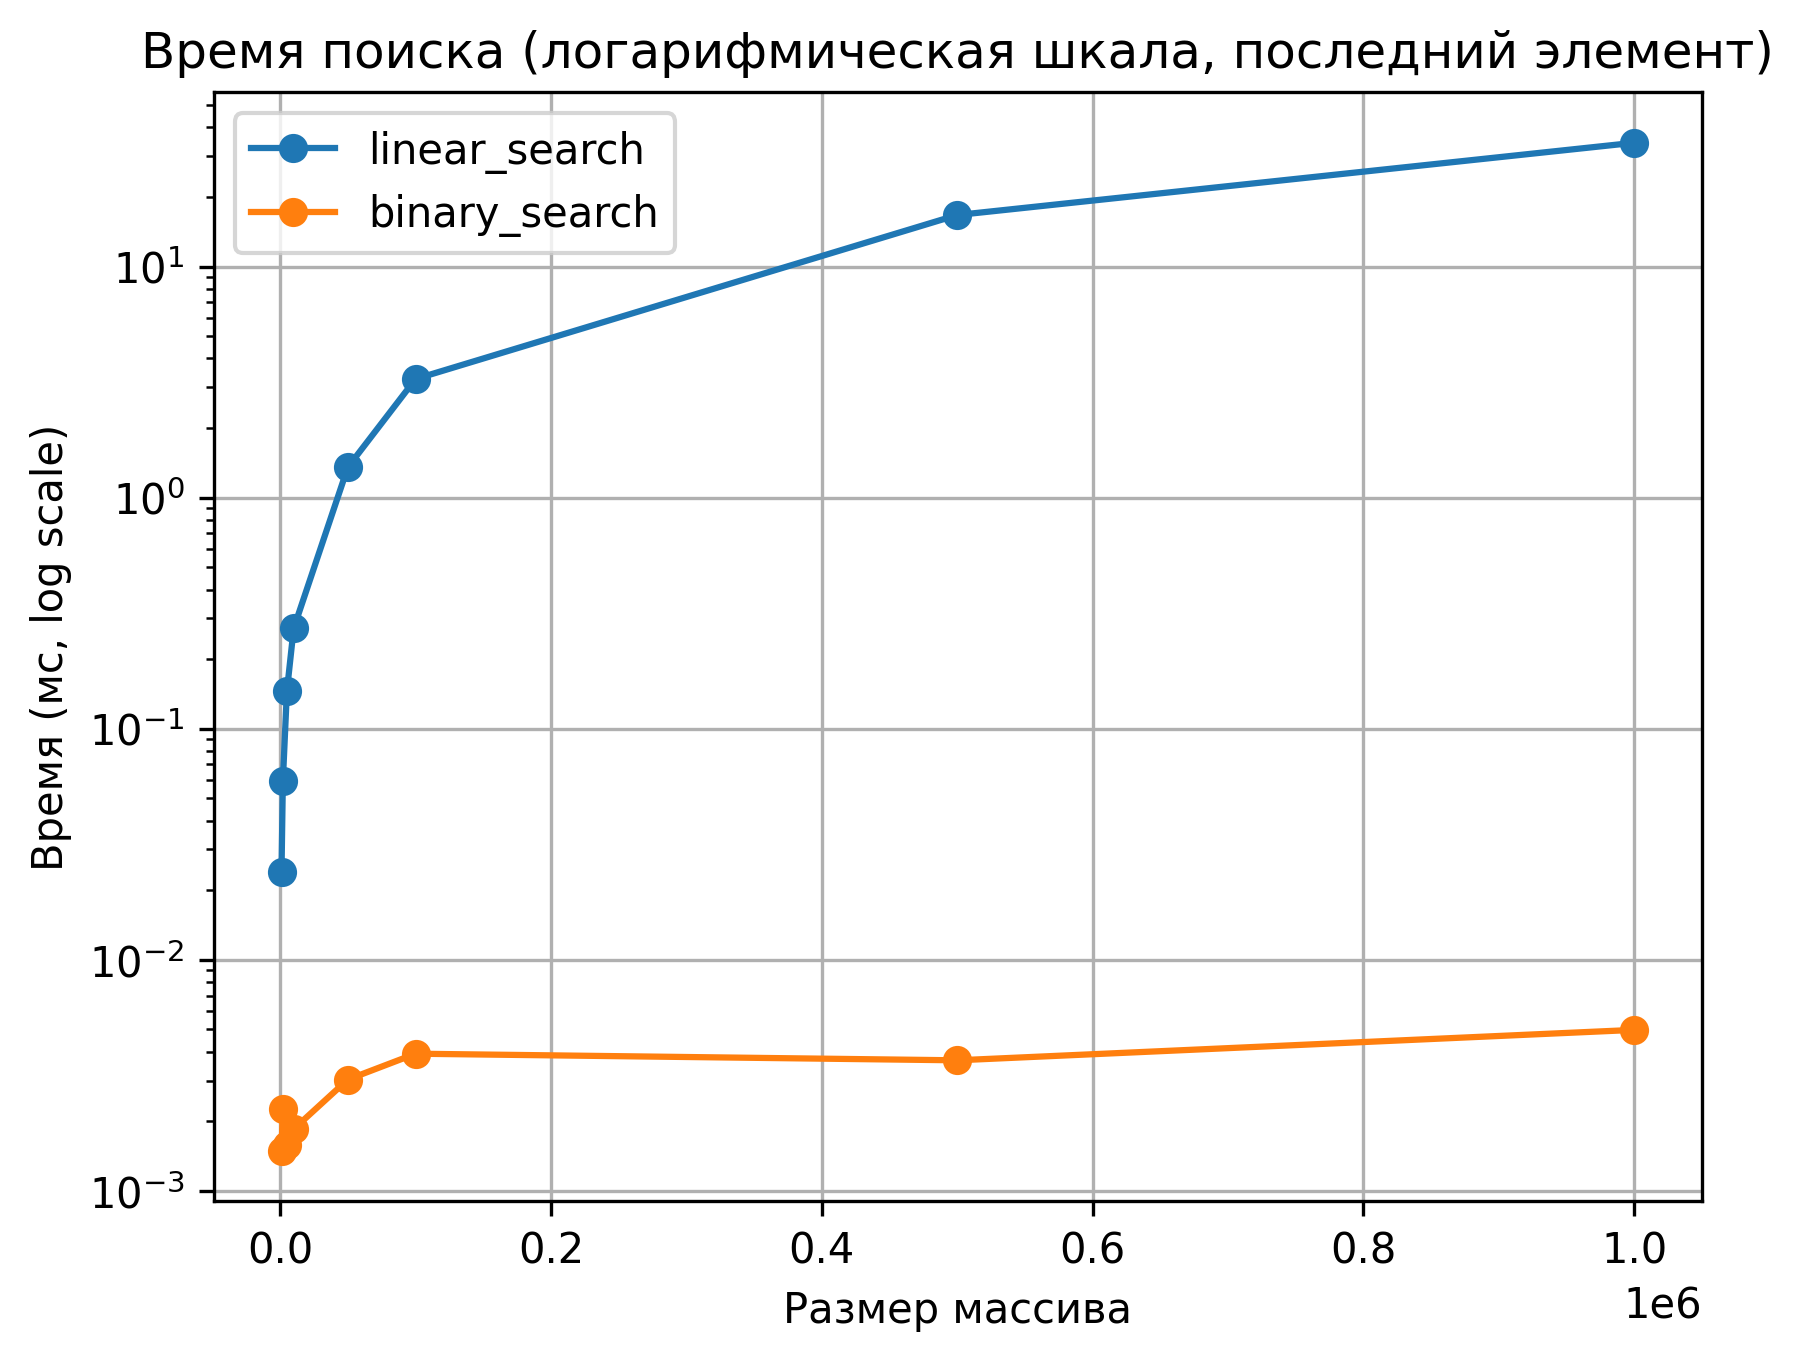 Время поиска (логарифмическая шкала, последний элемент)
linear_search
binary_search
10¹
10⁰
10⁻¹
10⁻²
10⁻³
Время (мс, log scale)
0.0 0.2 0.4 0.6 0.8 1.0
1e6
Размер массива